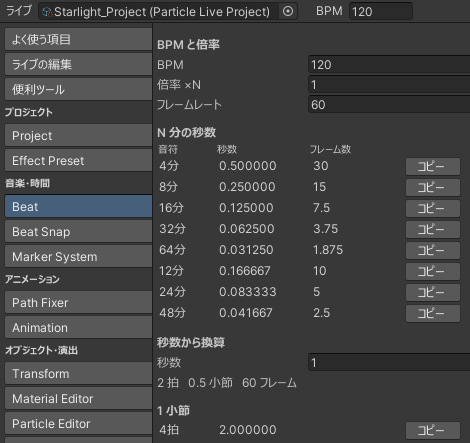 ライブ Starlight_Project (Particle Live Project) BPM 120
よく使う項目
ライブの編集
便利ツール
プロジェクト
Project
Effect Preset
音楽・時間
Beat
Beat Snap
Marker System
アニメーション
Path Fixer
Animation
オブジェクト・演出
Transform
Material Editor
Particle Editor
BPM と倍率
BPM 120
倍率 ×N 1
フレームレート 60
N 分の秒数
音符 秒数 フレーム数
4分 0.500000 30 コピー
8分 0.250000 15 コピー
16分 0.125000 7.5 コピー
32分 0.062500 3.75 コピー
64分 0.031250 1.875 コピー
12分 0.166667 10 コピー
24分 0.083333 5 コピー
48分 0.041667 2.5 コピー
秒数から換算
秒数 1
2 拍 0.5 小節 60 フレーム
1 小節
4拍 2.000000 コピー